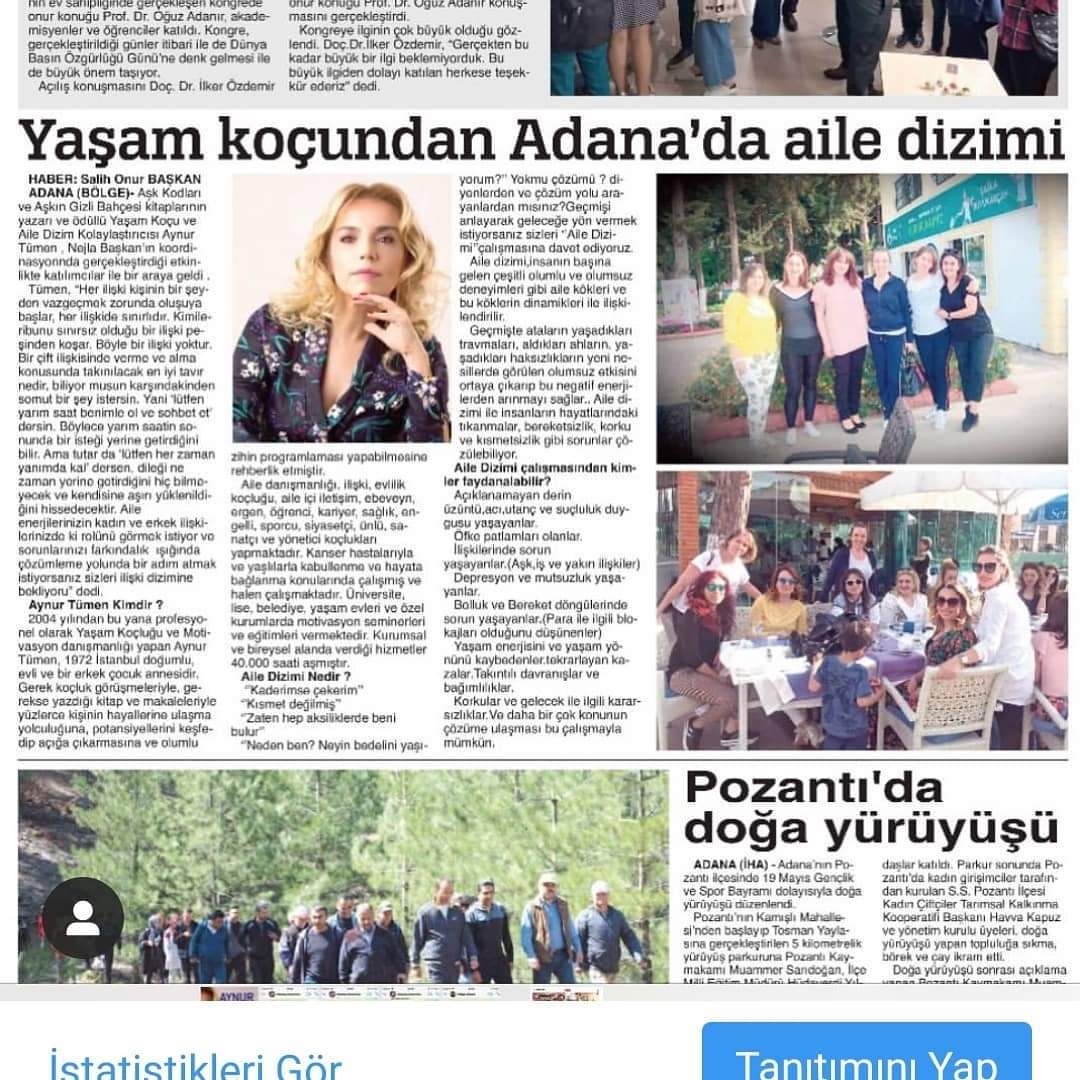 nin ev sahipliğinde gerçekleşen kongrede
onur konuğu Prof. Dr. Oğuz Adanır, akade-
misyenler ve öğrenciler katıldı. Kongre,
gerçekleştirildiği günler itibari ile de Dünya
Basın Özgürlüğü Günü'ne denk gelmesi ile
de büyük önem taşıyor.
Açılış konuşmasını Doç. Dr. İlker Özdemir
onur konuğu Prof. Dr. Oğuz Adanır konuş-
masını gerçekleştirdi.
Kongreye ilginin çok büyük olduğu göz-
lendi. Doç.Dr.İlker Özdemir, "Gerçekten bu
kadar büyük bir ilgi beklemiyorduk. Bu
büyük ilgiden dolayı katılan herkese teşek-
kür ederiz" dedi.
Yaşam koçundan Adana'da aile dizimi
HABER: Salih Onur BAŞKAN
ADANA (BÖLGE)- Aşk Kodları
ve Aşkın Gizli Bahçesi kitaplarının
yazarı ve ödüllü Yaşam Koçu ve
Aile Dizim Kolaylaştırıcısı Aynur
Tümen , Nejla Başkan'ın koordi-
nasyonnda gerçekleştirdiği etkin-
likte katılımcılar ile bir araya geldi .
Tümen, "Her ilişki kişinin bir şey-
den vazgeçmek zorunda oluşuya
başlar, her ilişkide sınırlıdır. Kimile-
ribunu sınırsız olduğu bir ilişki pe-
şinden koşar. Böyle bir ilişki yoktur.
Bir çift ilişkisinde verme ve alma
konusunda takınılacak en iyi tavır
nedir, biliyor musun karşındakinden
somut bir şey istersin. Yani 'lütfen
yarım saat benimle ol ve sohbet et'
dersin. Böylece yarım saatin so-
nunda bir isteği yerine getirdiğini
bilir. Ama tutar da 'lütfen her zaman
yanımda kal' dersen, dileği ne
zaman yerine getirdiğini hiç bilme-
yecek ve kendisine aşırı yüklenildi-
ğini hissedecektir. Aile
enerjilerinizin kadın ve erkek ilişki-
lerinizde ki rolünü görmek istiyor ve
sorunlarınızı farkındalık ışığında
çözümleme yolunda bir adım atmak
istiyorsanız sizleri ilişki dizimine
bekliyoru" dedi.
Aynur Tümen Kimdir ?
2004 yılından bu yana profesyo-
nel olarak Yaşam Koçluğu ve Moti-
vasyon danışmanlığı yapan Aynur
Tümen, 1972 İstanbul doğumlu,
evli ve bir erkek çocuk annesidir.
Gerek koçluk görüşmeleriyle, ge-
rekse yazdığı kitap ve makaleleriyle
yüzlerce kişinin hayallerine ulaşma
yolculuğuna, potansiyellerini keşfe-
dip açığa çıkarmasına ve olumlu
zihin programlaması yapabilmesine
rehberlik etmiştir.
Aile danışmanlığı, ilişki, evlilik
koçluğu, aile içi iletişim, ebeveyn,
ergen, öğrenci, kariyer, sağlık, en-
gelli, sporcu, siyasetçi, ünlü, sa-
natçı ve yönetici koçlukları
yapmaktadır. Kanser hastalarıyla
ve yaşlılarla kabullenme ve hayata
bağlanma konularında çalışmış ve
halen çalışmaktadır. Üniversite,
lise, belediye, yaşam evleri ve özel
kurumlarda motivasyon seminerleri
ve eğitimleri vermektedir. Kurumsal
ve bireysel alanda verdiği hizmetler
40.000 saati aşmıştır.
Aile Dizimi Nedir ?
"Kaderimse çekerim"
"Kısmet değilmiş"
"Zaten hep aksiliklerde beni
bulur"
"Neden ben? Neyin bedelini yaşı-
yorum?" Yokmu çözümü ? di-
yenlerden ve çözüm yolu ara-
yanlardan mısınız?Geçmişi
anlayarak geleceğe yön vermek
istiyorsanız sizleri "Aile Dizi-
mi"çalışmasına davet ediyoruz.
Aile dizimi,insanın başına
gelen çeşitli olumlu ve olumsuz
deneyimleri gibi aile kökleri ve
bu köklerin dinamikleri ile ilişki-
lendirilir.
Geçmişte ataların yaşadıkları
travmaları, aldıkları ahların, ya-
şadıkları haksızlıkların yeni ne-
sillerde görülen olumsuz etkisini
ortaya çıkarıp bu negatif enerji-
lerden arınmayı sağlar.. Aile di-
zimi ile insanların hayatlarındaki
tıkanmalar, bereketsizlik, korku
ve kısmetsizlik gibi sorunlar çö-
zülebiliyor.
Aile Dizimi çalışmasından kim-
ler faydanalabilir?
Açıklanamayan derin
üzüntü,acı,utanç ve suçluluk duy-
gusu yaşayanlar.
Öfke patlamları olanlar.
İlişkilerinde sorun
yaşayanlar.(Aşk,iş ve yakın ilişkiler)
Depresyon ve mutsuzluk yaşa-
yanlar.
Bolluk ve Bereket döngülerinde
sorun yaşayanlar.(Para ile ilgili blo-
kajları olduğunu düşünenler)
Yaşam enerjisini ve yaşam yö-
nünü kaybedenler.tekrarlayan ka-
zalar.Takıntılı davranışlar ve
bağımlılıklar.
Korkular ve gelecek ile ilgili karar-
sızlıklar.Ve daha bir çok konunun
çözüme ulaşması bu çalışmayla
mümkün.
Pozantı'da
doğa yürüyüşü
ADANA (İHA) - Adana'nın Po-
zantı ilçesinde 19 Mayıs Gençlik
ve Spor Bayramı dolayısıyla doğa
yürüyüşü düzenlendi.
Pozantı'nın Kamışlı Mahalle-
si'nden başlayıp Tosman Yayla-
sına gerçekleştirilen 5 kilometrelik
yürüyüş parkuruna Pozantı Kay-
makamı Muammer Sarıdoğan, İlçe
Milli Eğitim Müdürü Hüdaverdi Yıl-
daşlar katıldı. Parkur sonunda Po-
zantı'da kadın girişimciler tarafın-
dan kurulan S.S. Pozantı İlçesi
Kadın Çiftçiler Tarımsal Kalkınma
Kooperatifi Başkanı Havva Kapuz
ve yönetim kurulu üyeleri, doğa
yürüyüşü yapan topluluğa sıkma,
börek ve çay ikram etti.
Doğa yürüyüşü sonrası açıklama
yapan Pozantı Kaymakamı Muam-
AYNUR
İstatistikleri Gör
Tanıtımını Yap